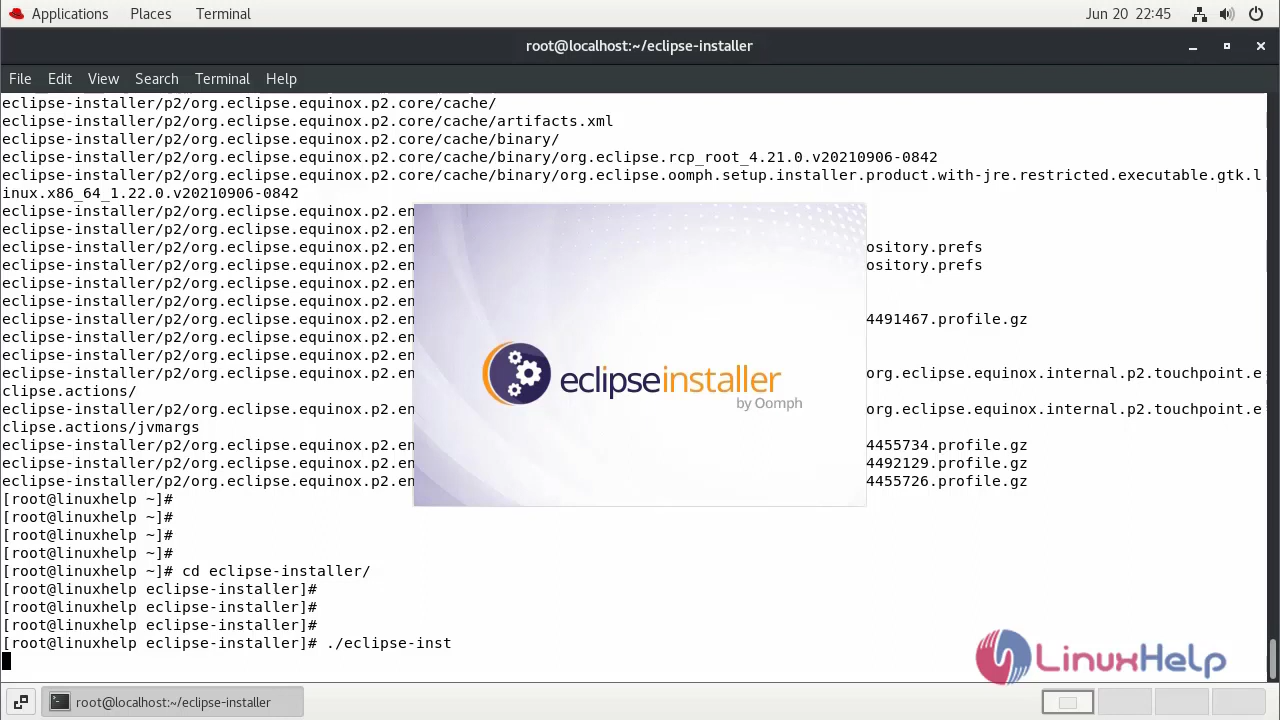 Applications Places Terminal Jun 20 22:45
root@localhost:~/eclipse-installer
File Edit View Search Terminal Help
eclipse-installer/p2/org.eclipse.equinox.p2.core/cache/
eclipse-installer/p2/org.eclipse.equinox.p2.core/cache/artifacts.xml
eclipse-installer/p2/org.eclipse.equinox.p2.core/cache/binary/
eclipse-installer/p2/org.eclipse.equinox.p2.core/cache/binary/org.eclipse.rcp_root_4.21.0.v20210906-0842
eclipse-installer/p2/org.eclipse.equinox.p2.core/cache/binary/org.eclipse.oomph.setup.installer.product.with-jre.restricted.executable.gtk.l
inux.x86_64_1.22.0.v20210906-0842
eclipse-installer/p2/org.eclipse.equinox.p2.en
eclipse-installer/p2/org.eclipse.equinox.p2.en
eclipse-installer/p2/org.eclipse.equinox.p2.en ository.prefs
eclipse-installer/p2/org.eclipse.equinox.p2.en ository.prefs
eclipse-installer/p2/org.eclipse.equinox.p2.en
eclipse-installer/p2/org.eclipse.equinox.p2.en
eclipse-installer/p2/org.eclipse.equinox.p2.en 4491467.profile.gz
eclipse-installer/p2/org.eclipse.equinox.p2.en
eclipse-installer/p2/org.eclipse.equinox.p2.en
eclipse-installer/p2/org.eclipse.equinox.p2.en org.eclipse.equinox.internal.p2.touchpoint.e
clipse.actions/
eclipse-installer/p2/org.eclipse.equinox.p2.en org.eclipse.equinox.internal.p2.touchpoint.e
clipse.actions/jvmargs
eclipse-installer/p2/org.eclipse.equinox.p2.en 4455734.profile.gz
eclipse-installer/p2/org.eclipse.equinox.p2.en 4492129.profile.gz
eclipse-installer/p2/org.eclipse.equinox.p2.en 4455726.profile.gz
eclipseinstaller
by Oomph
[root@linuxhelp ~]#
[root@linuxhelp ~]#
[root@linuxhelp ~]#
[root@linuxhelp ~]#
[root@linuxhelp ~]# cd eclipse-installer/
[root@linuxhelp eclipse-installer]#
[root@linuxhelp eclipse-installer]#
[root@linuxhelp eclipse-installer]#
[root@linuxhelp eclipse-installer]# ./eclipse-inst
LinuxHelp
root@localhost:~/eclipse-installer